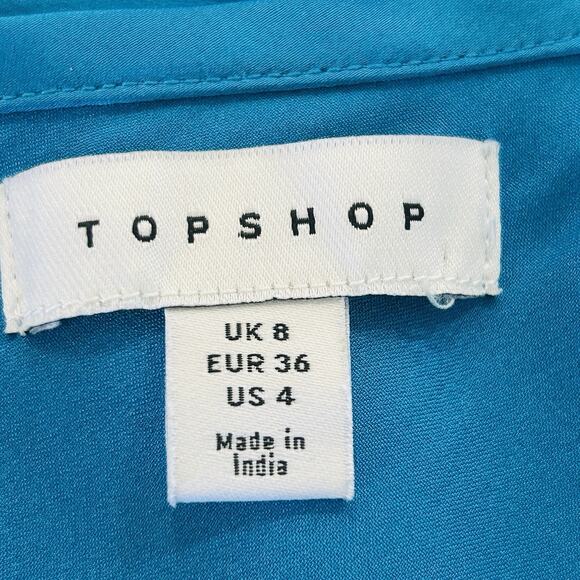 TOPSHOP
UK 8
EUR 36
US 4
Made in
India